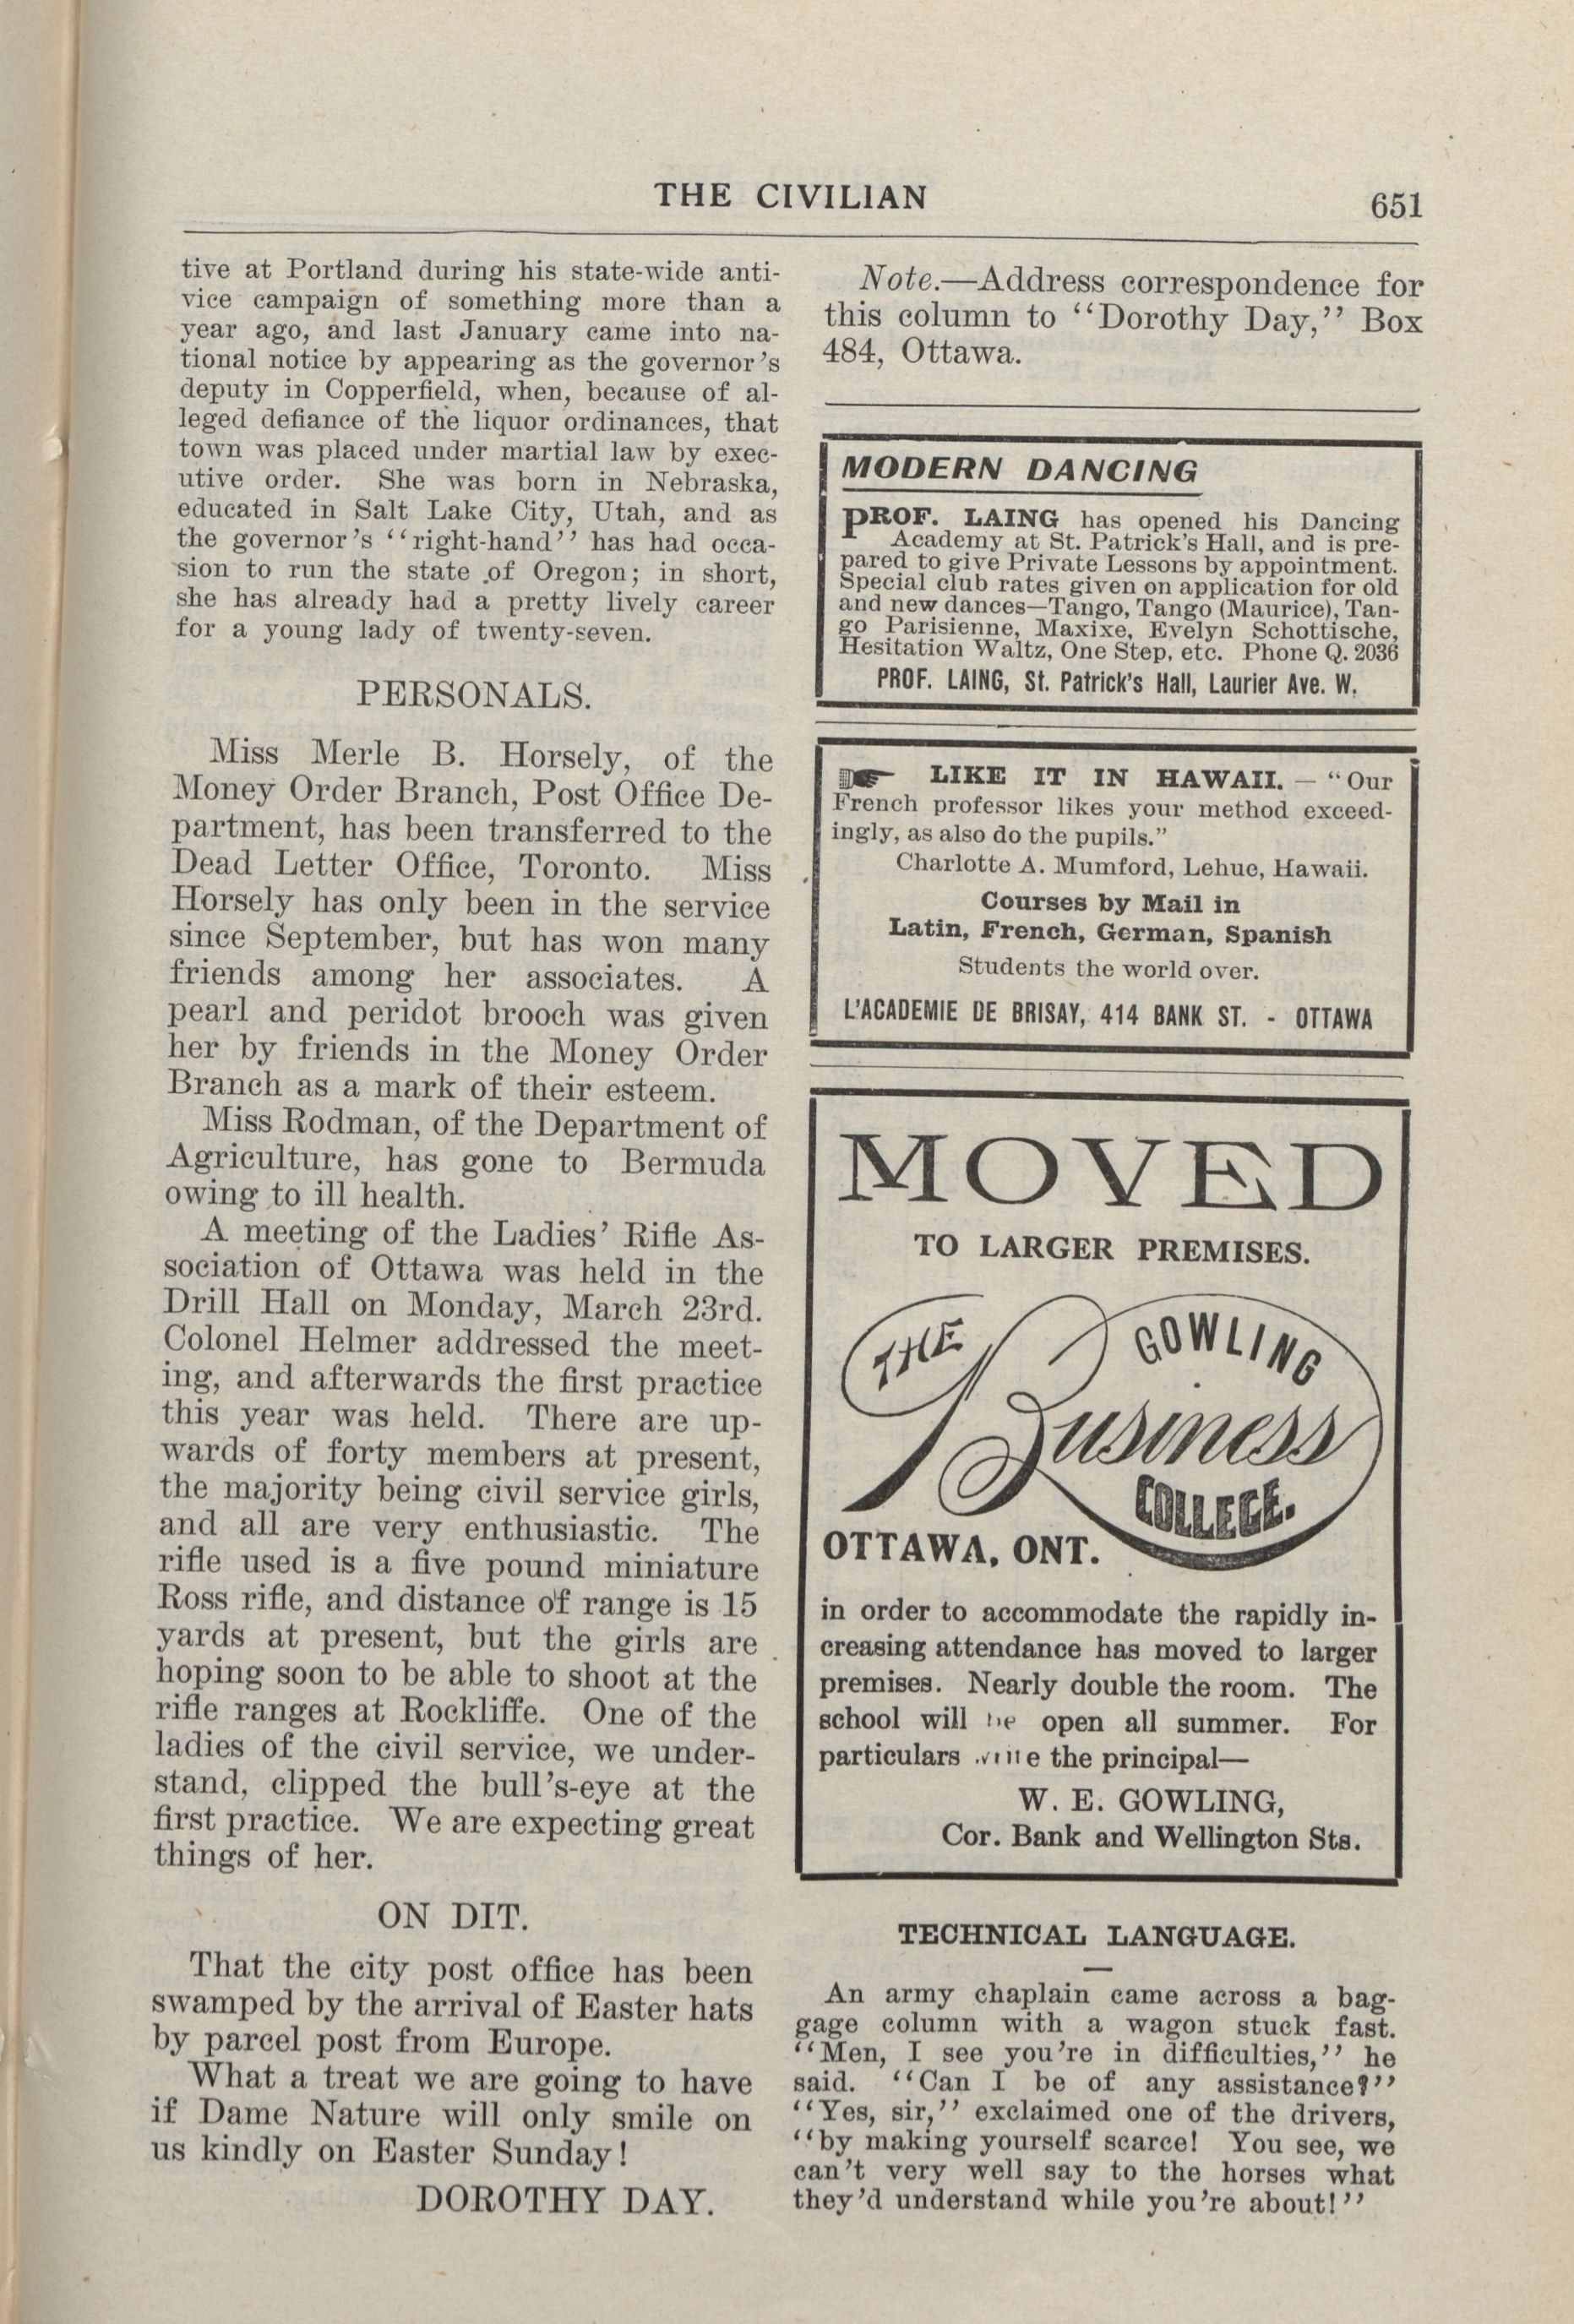 THE CIVILIAN
651
tive at Portland during his state-wide anti-
vice campaign of something more than a
year ago, and last January came into na-
tional notice by appearing as the governor's
deputy in Copperfield, when, because of al-
leged defiance of the liquor ordinances, that
town was placed under martial law by exec-
utive order. She was born in Nebraska,
educated in Salt Lake City, Utah, and as
the governor's ‘‘right-hand’’ has had occa-
sion to run the state of Oregon; in short,
she has already had a pretty lively career
for a young lady of twenty-seven.
PERSONALS.
Miss Merle B. Horsely, of the
Money Order Branch, Post Office De-
partment, has been transferred to the
Dead Letter Office, Toronto. Miss
Horsely has only been in the service
since September, but has won many
friends among her associates. A
pearl and peridot brooch was given
her by friends in the Money Order
Branch as a mark of their esteem.
Miss Rodman, of the Department of
Agriculture, has gone to Bermuda
owing to ill health.
A meeting of the Ladies' Rifle As-
sociation of Ottawa was held in the
Drill Hall on Monday, March 23rd.
Colonel Helmer addressed the meet-
ing, and afterwards the first practice
this year was held. There are up-
wards of forty members at present,
the majority being civil service girls,
and all are very enthusiastic. The
rifle used is a five pound miniature
Ross rifle, and distance of range is 15
yards at present, but the girls are
hoping soon to be able to shoot at the
rifle ranges at Rockliffe. One of the
ladies of the civil service, we under-
stand, clipped the bull's-eye at the
first practice. We are expecting great
things of her.
ON DIT.
That the city post office has been
swamped by the arrival of Easter hats
by parcel post from Europe.
What a treat we are going to have
if Dame Nature will only smile on
us kindly on Easter Sunday!
DOROTHY DAY.
Note.—Address correspondence for
this column to ‘‘Dorothy Day,’’ Box
484, Ottawa.
MODERN DANCING
PROF. LAING has opened his Dancing
Academy at St. Patrick's Hall, and is pre-
pared to give Private Lessons by appointment.
Special club rates given on application for old
and new dances—Tango, Tango (Maurice), Tan-
go Parisienne, Maxixe, Evelyn Schottische,
Hesitation Waltz, One Step, etc. Phone Q. 2036
PROF. LAING, St. Patrick's Hall, Laurier Ave. W.
LIKE IT IN HAWAII. — “Our
French professor likes your method exceed-
ingly, as also do the pupils.”
Charlotte A. Mumford, Lehue, Hawaii.
Courses by Mail in
Latin, French, German, Spanish
Students the world over.
L'ACADEMIE DE BRISAY, 414 BANK ST. - OTTAWA
MOVED
TO LARGER PREMISES.
THE GOWLING
Business
COLLEGE.
OTTAWA, ONT.
in order to accommodate the rapidly in-
creasing attendance has moved to larger
premises. Nearly double the room. The
school will be open all summer. For
particulars write the principal—
W. E. GOWLING,
Cor. Bank and Wellington Sts.
TECHNICAL LANGUAGE.
An army chaplain came across a bag-
gage column with a wagon stuck fast.
‘‘Men, I see you're in difficulties,’’ he
said. ‘‘Can I be of any assistance?’’
‘‘Yes, sir,’’ exclaimed one of the drivers,
‘‘by making yourself scarce! You see, we
can't very well say to the horses what
they'd understand while you're about!’’